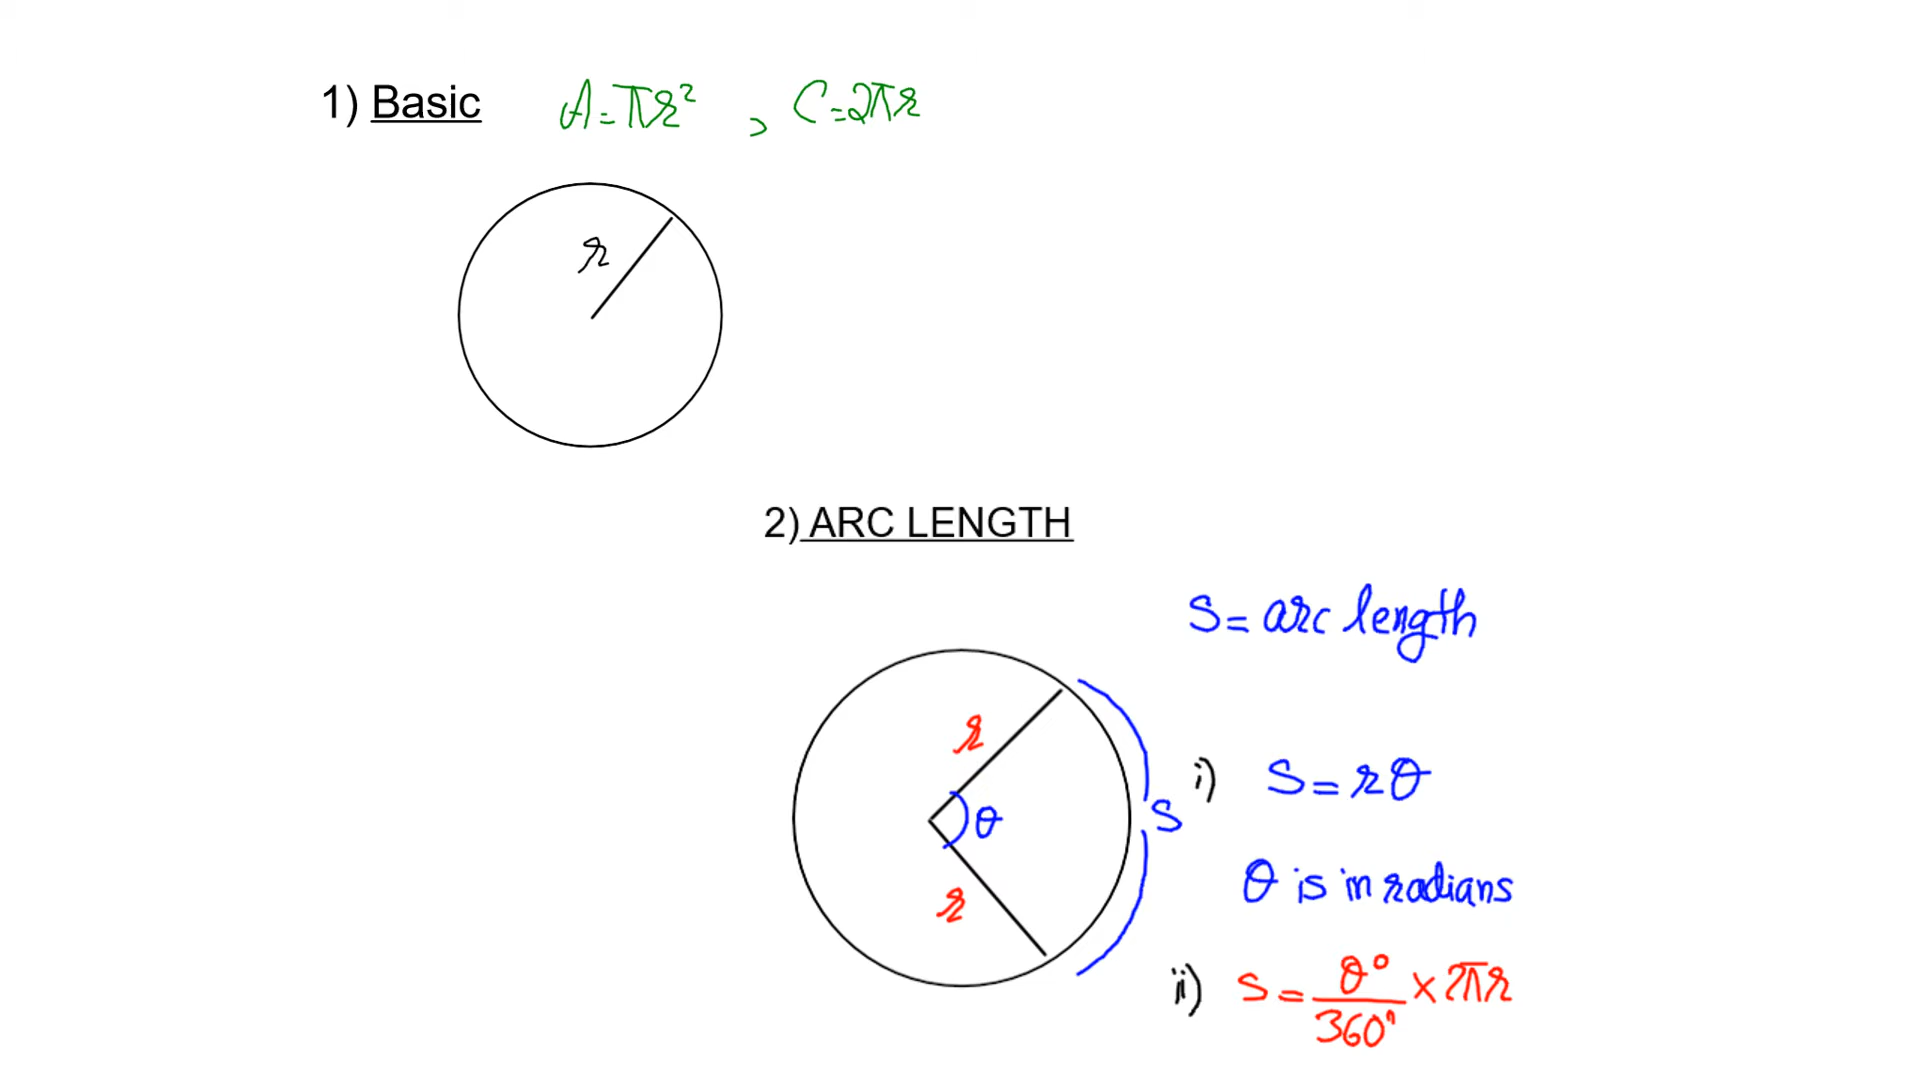 1) Basic A=πr² , C=2πr
r
2) ARC LENGTH
S= arc length
r
i) S=rθ
θ
S
θ is in radians
r
ii) S= θ°/360° ×2πr